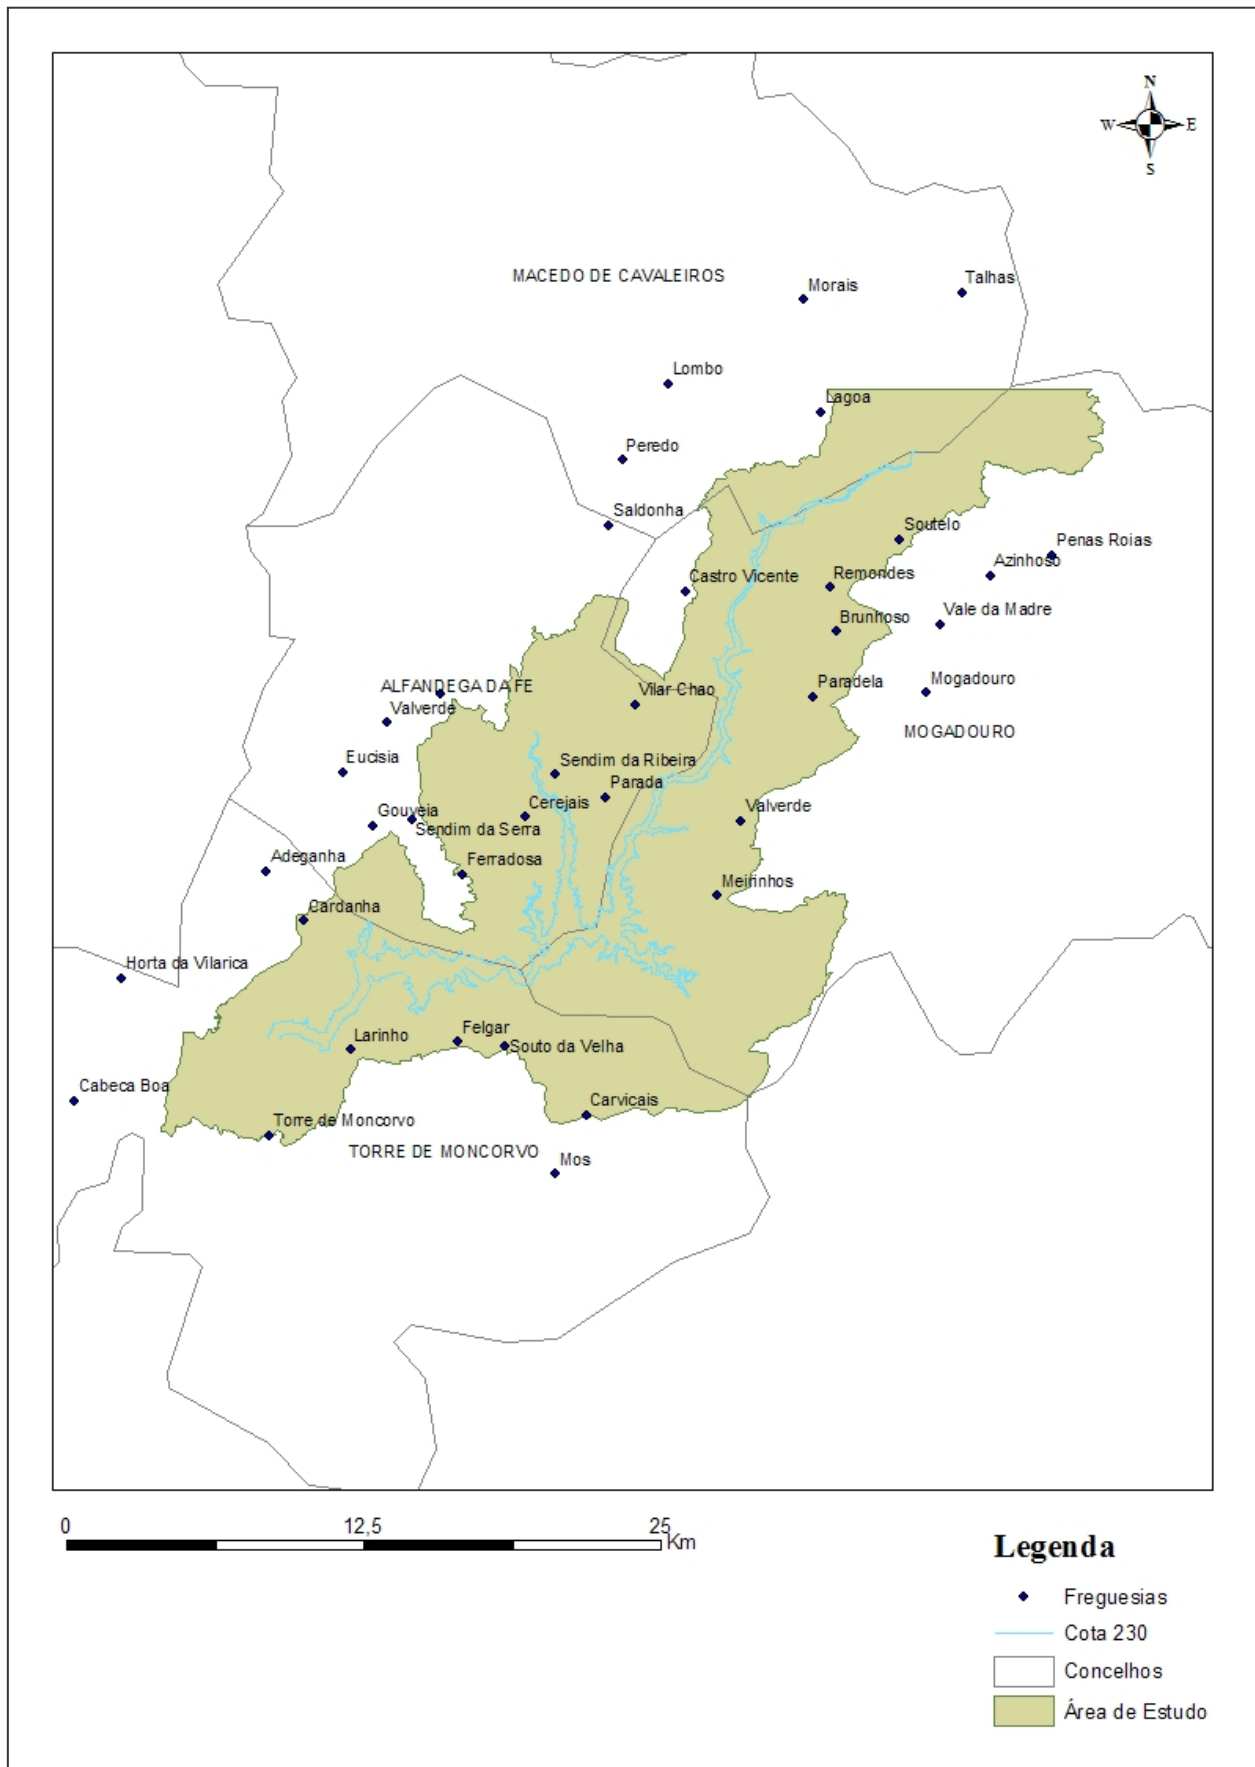 N
W E
S
MACEDO DE CAVALEIROS
Talhas
Morais
Lombo
Lagoa
Peredo
Saldonha
Soutelo
Penas Roias
Azinhoso
Castro Vicente
Remondes
Vale da Madre
Brunhoso
ALFANDEGA DA FE
Vilar Chao
Paradela
Mogadouro
Valverde
MOGADOURO
Eucisia
Sendim da Ribeira
Parada
Gouveia
Cerejais
Valverde
Sendim da Serra
Adeganha
Ferradosa
Meirinhos
Cardanha
Horta da Vilarica
Larinho
Felgar
Souto da Velha
Cabeca Boa
Carvicais
Torre de Moncorvo
TORRE DE MONCORVO
Mos
0 12,5 25
Km
Legenda
Freguesias
Cota 230
Concelhos
Área de Estudo